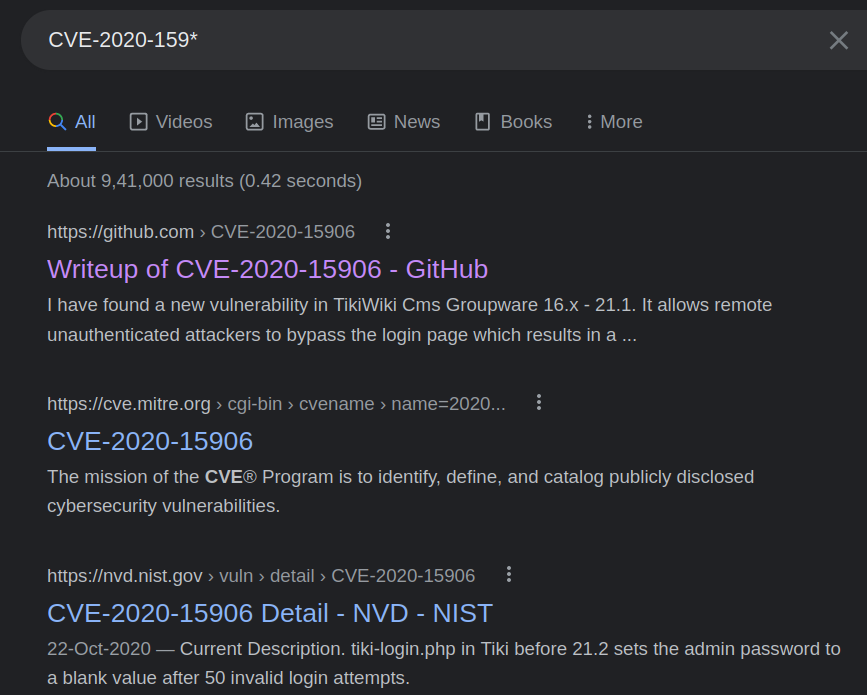 CVE-2020-159*
All Videos Images News Books More
About 9,41,000 results (0.42 seconds)
https://github.com › CVE-2020-15906
Writeup of CVE-2020-15906 - GitHub
I have found a new vulnerability in TikiWiki Cms Groupware 16.x - 21.1. It allows remote
unauthenticated attackers to bypass the login page which results in a ...
https://cve.mitre.org › cgi-bin › cvename › name=2020...
CVE-2020-15906
The mission of the CVE® Program is to identify, define, and catalog publicly disclosed
cybersecurity vulnerabilities.
https://nvd.nist.gov › vuln › detail › CVE-2020-15906
CVE-2020-15906 Detail - NVD - NIST
22-Oct-2020 — Current Description. tiki-login.php in Tiki before 21.2 sets the admin password to
a blank value after 50 invalid login attempts.